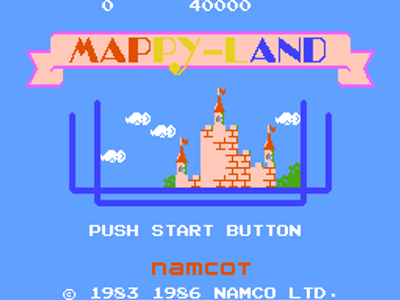 0 40000
MAPPY-LAND
PUSH START BUTTON
namcot
© 1983 1986 NAMCO LTD.